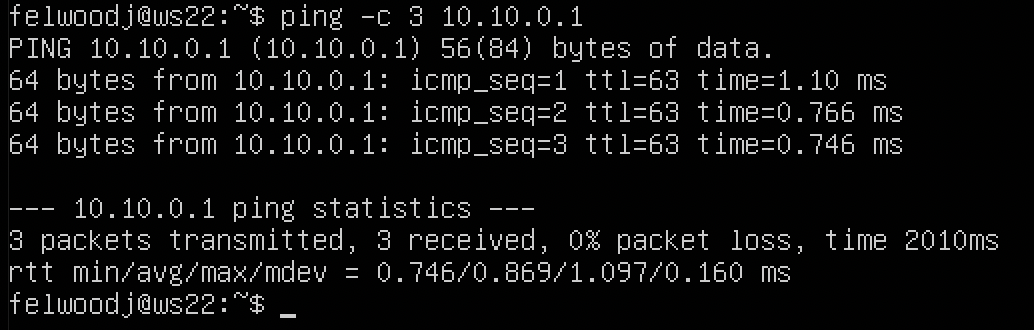 felwoodj@ws22:~$ ping -c 3 10.10.0.1
PING 10.10.0.1 (10.10.0.1) 56(84) bytes of data.
64 bytes from 10.10.0.1: icmp_seq=1 ttl=63 time=1.10 ms
64 bytes from 10.10.0.1: icmp_seq=2 ttl=63 time=0.766 ms
64 bytes from 10.10.0.1: icmp_seq=3 ttl=63 time=0.746 ms
--- 10.10.0.1 ping statistics ---
3 packets transmitted, 3 received, 0% packet loss, time 2010ms
rtt min/avg/max/mdev = 0.746/0.869/1.097/0.160 ms
felwoodj@ws22:~$ _